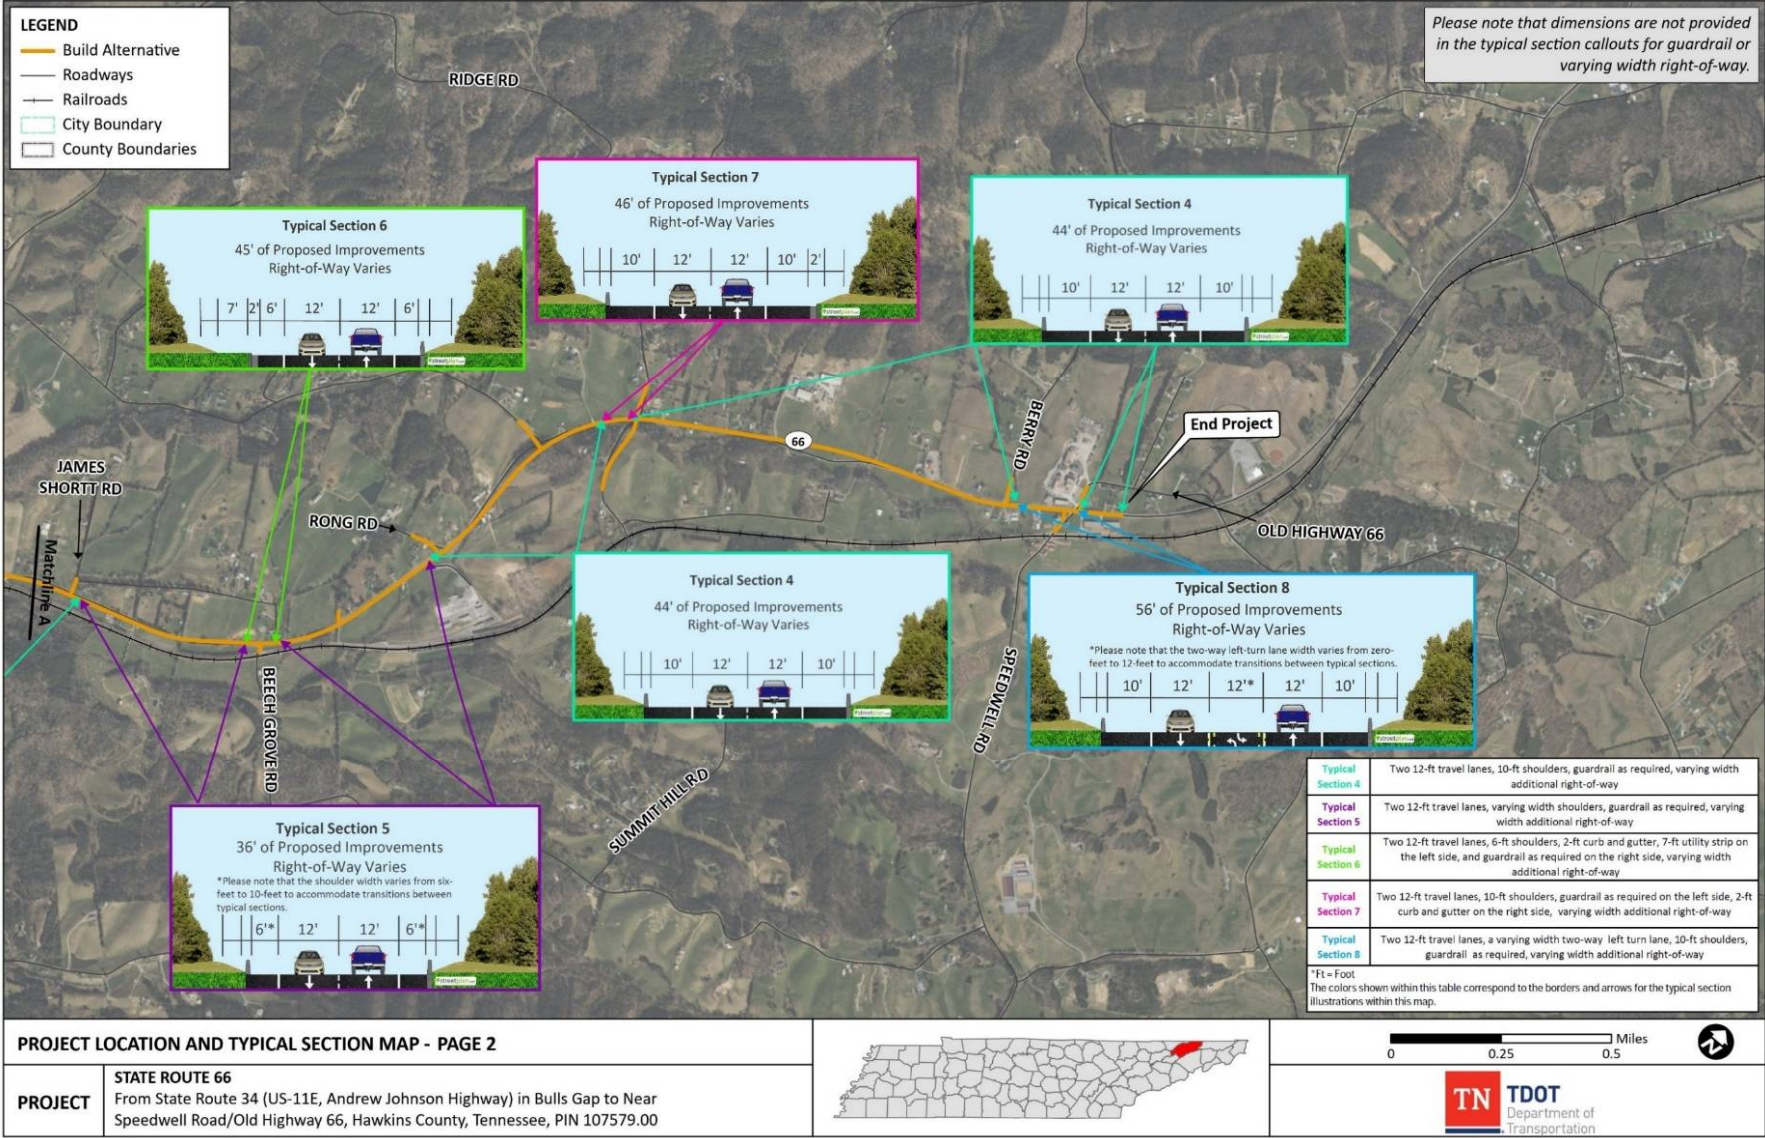 LEGEND
Build Alternative
Roadways
Railroads
City Boundary
County Boundaries
Please note that dimensions are not provided
in the typical section callouts for guardrail or
varying width right-of-way.
RIDGE RD
Typical Section 7
46' of Proposed Improvements
Right-of-Way Varies
10' 12' 12' 10' 2'
Typical Section 4
44' of Proposed Improvements
Right-of-Way Varies
10' 12' 12' 10'
Typical Section 6
45' of Proposed Improvements
Right-of-Way Varies
7' 2' 6' 12' 12' 6'
BERRY RD
End Project
66
JAMES
SHORTT RD
RONG RD
OLD HIGHWAY 66
Matchline A
Typical Section 4
44' of Proposed Improvements
Right-of-Way Varies
10' 12' 12' 10'
Typical Section 8
56' of Proposed Improvements
Right-of-Way Varies
*Please note that the two-way left-turn lane width varies from zero-
feet to 12-feet to accommodate transitions between typical sections.
10' 12' 12'* 12' 10'
BEECH GROVE RD
SPEEDWELL RD
SUMMIT HILL RD
Typical Section 5
36' of Proposed Improvements
Right-of-Way Varies
*Please note that the shoulder width varies from six-
feet to 10-feet to accommodate transitions between
typical sections.
6'* 12' 12' 6'*
Typical
Section 4
Two 12-ft travel lanes, 10-ft shoulders, guardrail as required, varying width
additional right-of-way
Typical
Section 5
Two 12-ft travel lanes, varying width shoulders, guardrail as required, varying
width additional right-of-way
Typical
Section 6
Two 12-ft travel lanes, 6-ft shoulders, 2-ft curb and gutter, 7-ft utility strip on
the left side, and guardrail as required on the right side, varying width
additional right-of-way
Typical
Section 7
Two 12-ft travel lanes, 10-ft shoulders, guardrail as required on the left side, 2-ft
curb and gutter on the right side, varying width additional right-of-way
Typical
Section 8
Two 12-ft travel lanes, a varying width two-way left turn lane, 10-ft shoulders,
guardrail as required, varying width additional right-of-way
*Ft = Foot
The colors shown within this table correspond to the borders and arrows for the typical section
illustrations within this map.
PROJECT LOCATION AND TYPICAL SECTION MAP - PAGE 2
PROJECT
STATE ROUTE 66
From State Route 34 (US-11E, Andrew Johnson Highway) in Bulls Gap to Near
Speedwell Road/Old Highway 66, Hawkins County, Tennessee, PIN 107579.00
Miles
0 0.25 0.5
N
TN TDOT
Department of
Transportation